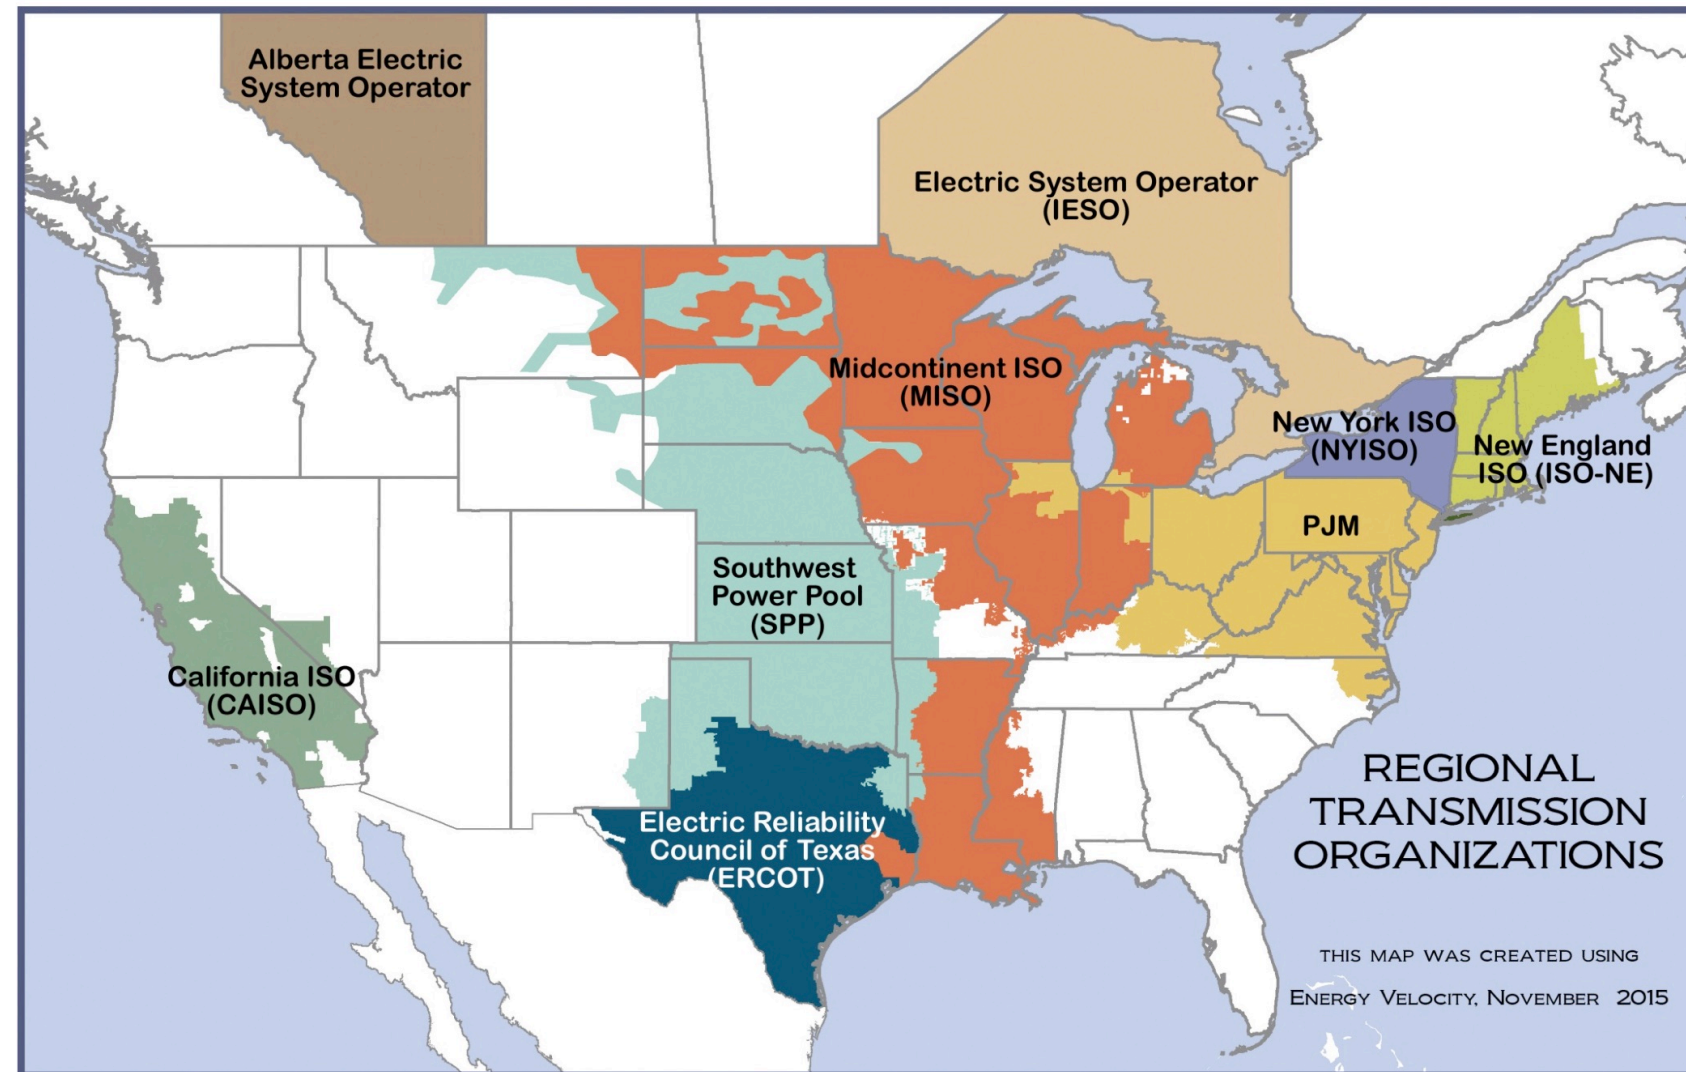 Alberta Electric
System Operator
Electric System Operator
(IESO)
Midcontinent ISO
(MISO)
New York ISO
(NYISO)
New England
ISO (ISO-NE)
PJM
Southwest
Power Pool
(SPP)
California ISO
(CAISO)
Electric Reliability
Council of Texas
(ERCOT)
REGIONAL
TRANSMISSION
ORGANIZATIONS
THIS MAP WAS CREATED USING
ENERGY VELOCITY, NOVEMBER 2015